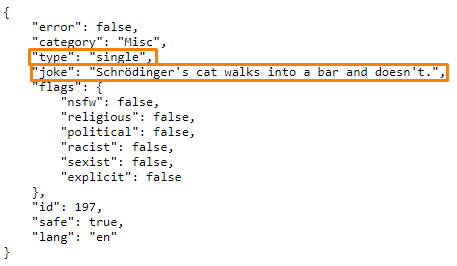 {
    "error": false,
    "category": "Misc",
    "type": "single",
    "joke": "Schrödinger's cat walks into a bar and doesn't.",
    "flags": {
        "nsfw": false,
        "religious": false,
        "political": false,
        "racist": false,
        "sexist": false,
        "explicit": false
    },
    "id": 197,
    "safe": true,
    "lang": "en"
}